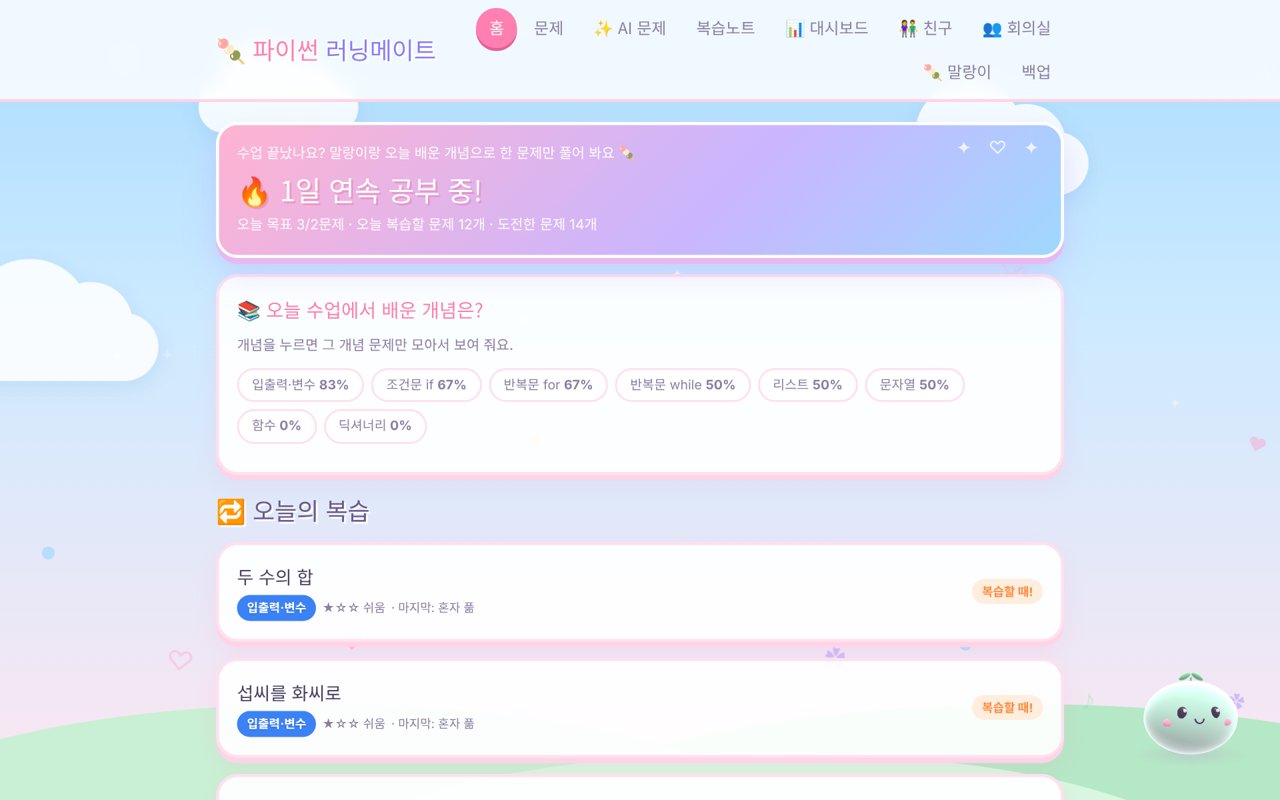 🍡 파이썬 러닝메이트
홈 문제 ✨ AI 문제 복습노트 📊 대시보드 👫 친구 👥 회의실
🍡 말랑이 백업
수업 끝났나요? 말랑이랑 오늘 배운 개념으로 한 문제만 풀어 봐요 🍡
🔥 1일 연속 공부 중!
오늘 목표 3/2문제 · 오늘 복습할 문제 12개 · 도전한 문제 14개
📚 오늘 수업에서 배운 개념은?
개념을 누르면 그 개념 문제만 모아서 보여 줘요.
입출력·변수 83% 조건문 if 67% 반복문 for 67% 반복문 while 50% 리스트 50% 문자열 50%
함수 0% 딕셔너리 0%
🔁 오늘의 복습
두 수의 합
입출력·변수 ★☆☆ 쉬움 · 마지막: 혼자 풂
복습할 때!
섭씨를 화씨로
입출력·변수 ★☆☆ 쉬움 · 마지막: 혼자 풂
복습할 때!